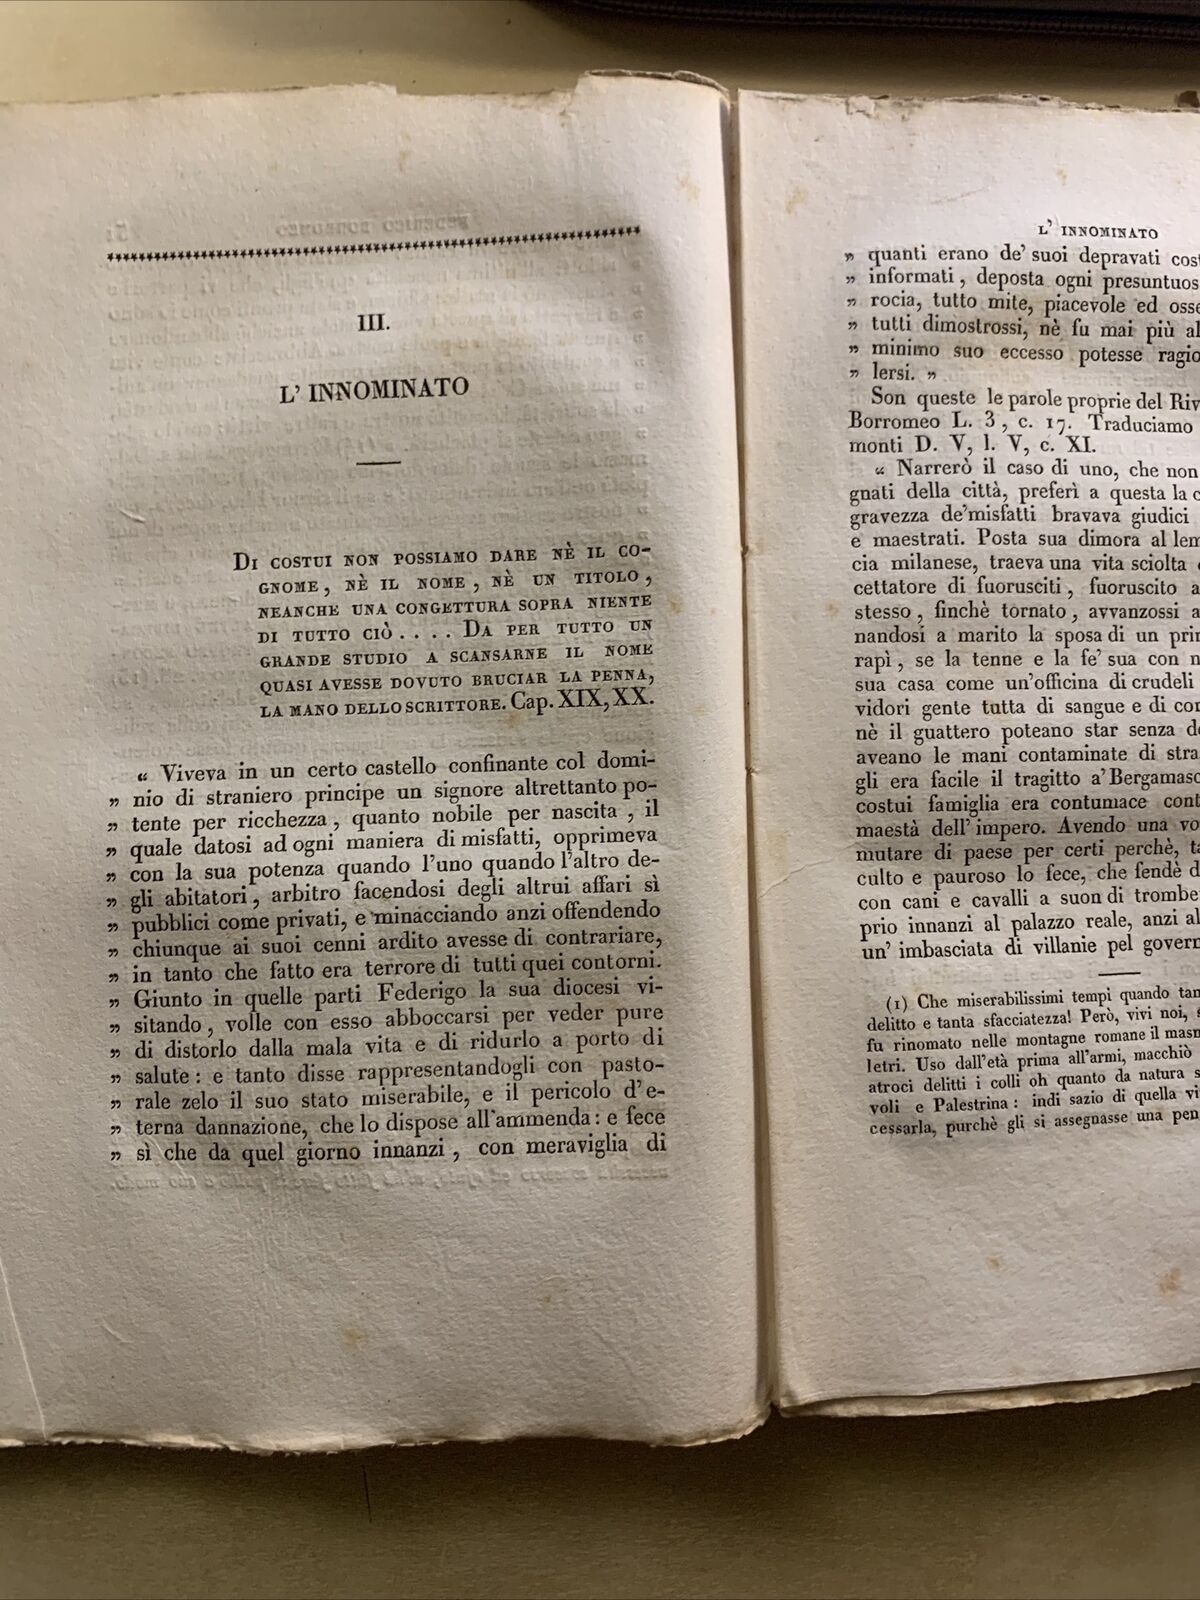 III.
L' INNOMINATO
DI COSTUI NON POSSIAMO DARE NÈ IL CO-
GNOME, NÈ IL NOME, NÈ UN TITOLO,
NEANCHE UNA CONGETTURA SOPRA NIENTE
DI TUTTO CIÒ.... DA PER TUTTO UN
GRANDE STUDIO A SCANSARNE IL NOME
QUASI AVESSE DOVUTO BRUCIAR LA PENNA,
LA MANO DELLO SCRITTORE. Cap. XIX, XX.
« Viveva in un certo castello confinante col domi-
» nio di straniero principe un signore altrettanto po-
» tente per ricchezza, quanto nobile per nascita, il
» quale datosi ad ogni maniera di misfatti, opprimeva
» con la sua potenza quando l'uno quando l'altro de-
» gli abitatori, arbitro facendosi degli altrui affari sì
» pubblici come privati, e minacciando anzi offendendo
» chiunque ai suoi cenni ardito avesse di contrariare,
» in tanto che fatto era terrore di tutti quei contorni.
» Giunto in quelle parti Federigo la sua diocesi vi-
» sitando, volle con esso abboccarsi per veder pure
» di distorlo dalla mala vita e di ridurlo a porto di
» salute: e tanto disse rappresentandogli con pasto-
» rale zelo il suo stato miserabile, e il pericolo d'e-
» terna dannazione, che lo dispose all'ammenda: e fece
» sì che da quel giorno innanzi, con meraviglia di
L' INNOMINATO
» quanti erano de' suoi depravati cost
» informati, deposta ogni presuntuos
» rocia, tutto mite, piacevole ed osse
» tutti dimostrossi, nè fu mai più al
» minimo suo eccesso potesse ragio
» lersi. »
Son queste le parole proprie del Riv
Borromeo L. 3, c. 17. Traduciamo
monti D. V, l. V, c. XI.
« Narrerò il caso di uno, che non
gnati della città, preferì a questa la c
gravezza de'misfatti bravava giudici
e maestrati. Posta sua dimora al lem
cia milanese, traeva una vita sciolta
cettatore di fuorusciti, fuoruscito a
stesso, finchè tornato, avvanzossi a
nandosi a marito la sposa di un prin
rapì, se la tenne e la fe' sua con n
sua casa come un'officina di crudeli
vidori gente tutta di sangue e di cor
nè il guattero poteano star senza de
aveano le mani contaminate di stra
gli era facile il tragitto a' Bergamasc
costui famiglia era contumace cont
maestà dell'impero. Avendo una vo
mutare di paese per certi perchè, ta
culto e pauroso lo fece, che fendè d
con cani e cavalli a suon di trombe
prio innanzi al palazzo reale, anzi al
un' imbasciata di villanie pel govern
(1) Che miserabilissimi tempi quando tan
delitto e tanta sfacciatezza! Però, vivi noi, s
fu rinomato nelle montagne romane il masn
letri. Uso dall'età prima all'armi, macchiò
atroci delitti i colli oh quanto da natura s
voli e Palestrina: indi sazio di quella vi
cessarla, purchè gli si assegnasse una pen